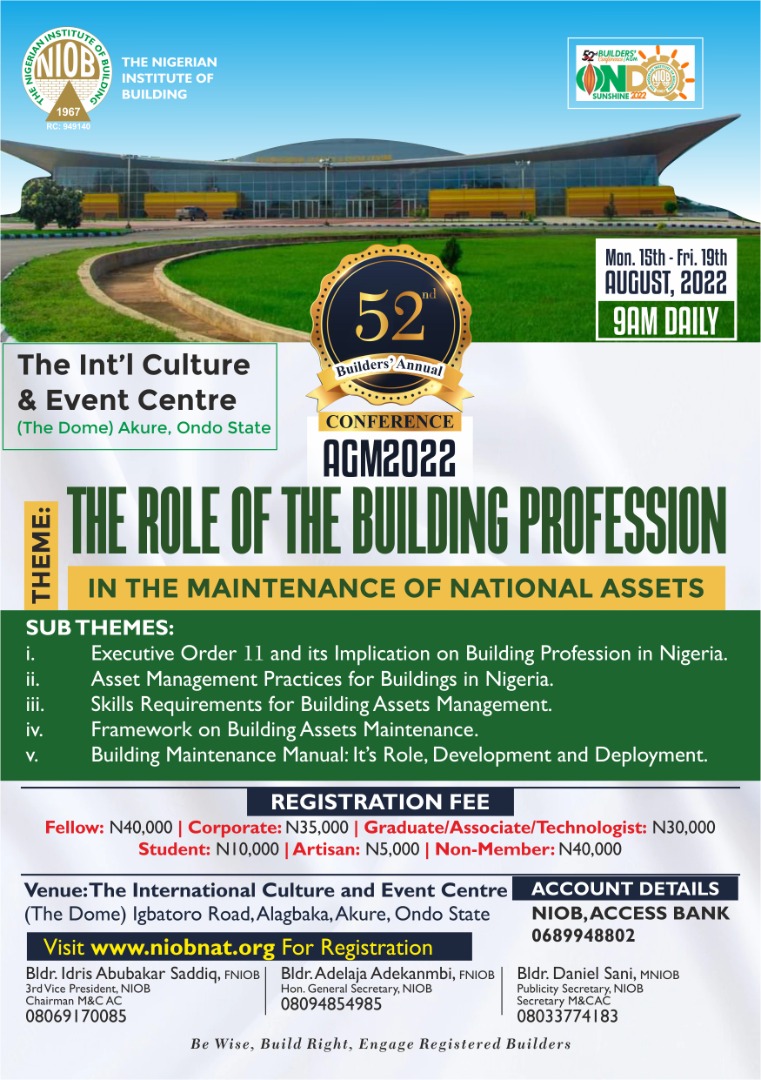 THE NIGERIAN INSTITUTE OF BUILDING
NIOB
1967
RC: 949140
THE NIGERIAN
INSTITUTE OF
BUILDING
52nd BUILDERS'
Conference/AGM
ONDO
NIOB
SUNSHINE 2022
Mon. 15th - Fri. 19th
AUGUST, 2022
9AM DAILY
The Int'l Culture
& Event Centre
(The Dome) Akure, Ondo State
52nd
Builders' Annual
CONFERENCE
AGM2022
THEME:
THE ROLE OF THE BUILDING PROFESSION
IN THE MAINTENANCE OF NATIONAL ASSETS
SUB THEMES:
i. Executive Order 11 and its Implication on Building Profession in Nigeria.
ii. Asset Management Practices for Buildings in Nigeria.
iii. Skills Requirements for Building Assets Management.
iv. Framework on Building Assets Maintenance.
v. Building Maintenance Manual: It's Role, Development and Deployment.
REGISTRATION FEE
Fellow: N40,000 | Corporate: N35,000 | Graduate/Associate/Technologist: N30,000
Student: N10,000 | Artisan: N5,000 | Non-Member: N40,000
Venue: The International Culture and Event Centre
(The Dome) Igbatoro Road, Alagbaka, Akure, Ondo State
ACCOUNT DETAILS
NIOB, ACCESS BANK
0689948802
Visit www.niobnat.org For Registration
Bldr. Idris Abubakar Saddiq, FNIOB
3rd Vice President, NIOB
Chairman M&C AC
08069170085
Bldr. Adelaja Adekanmbi, FNIOB
Hon. General Secretary, NIOB
08094854985
Bldr. Daniel Sani, MNIOB
Publicity Secretary, NIOB
Secretary M&CAC
08033774183
Be Wise, Build Right, Engage Registered Builders